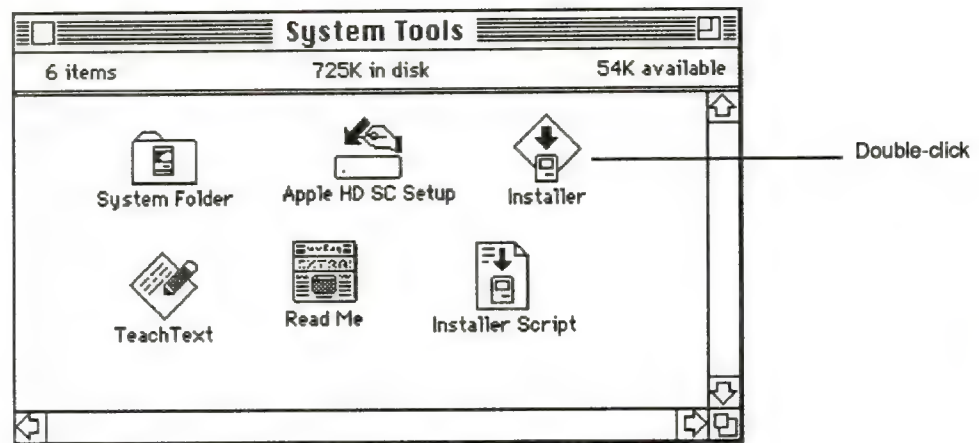 System Tools
6 items 725K in disk 54K available
Double-click
System Folder Apple HD SC Setup Installer
EXTRA!
TeachText Read Me Installer Script